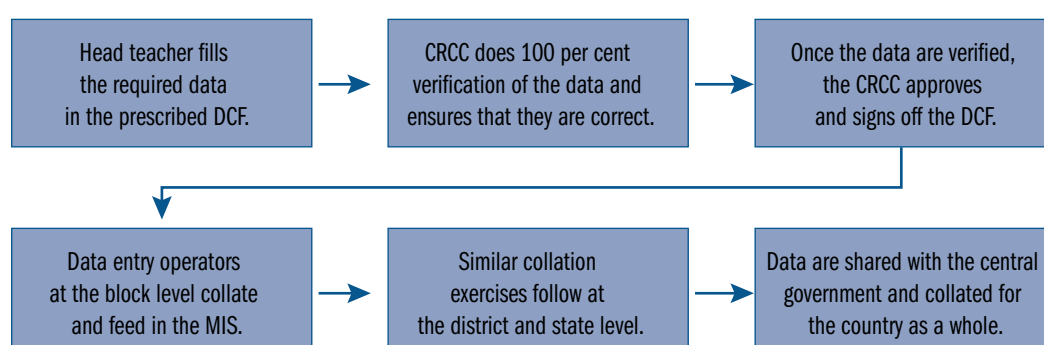 Head teacher fills
the required data
in the prescribed DCF.
CRCC does 100 per cent
verification of the data and
ensures that they are correct.
Once the data are verified,
the CRCC approves
and signs off the DCF.
Data entry operators
at the block level collate
and feed in the MIS.
Similar collation
exercises follow at
the district and state level.
Data are shared with the central
government and collated for
the country as a whole.